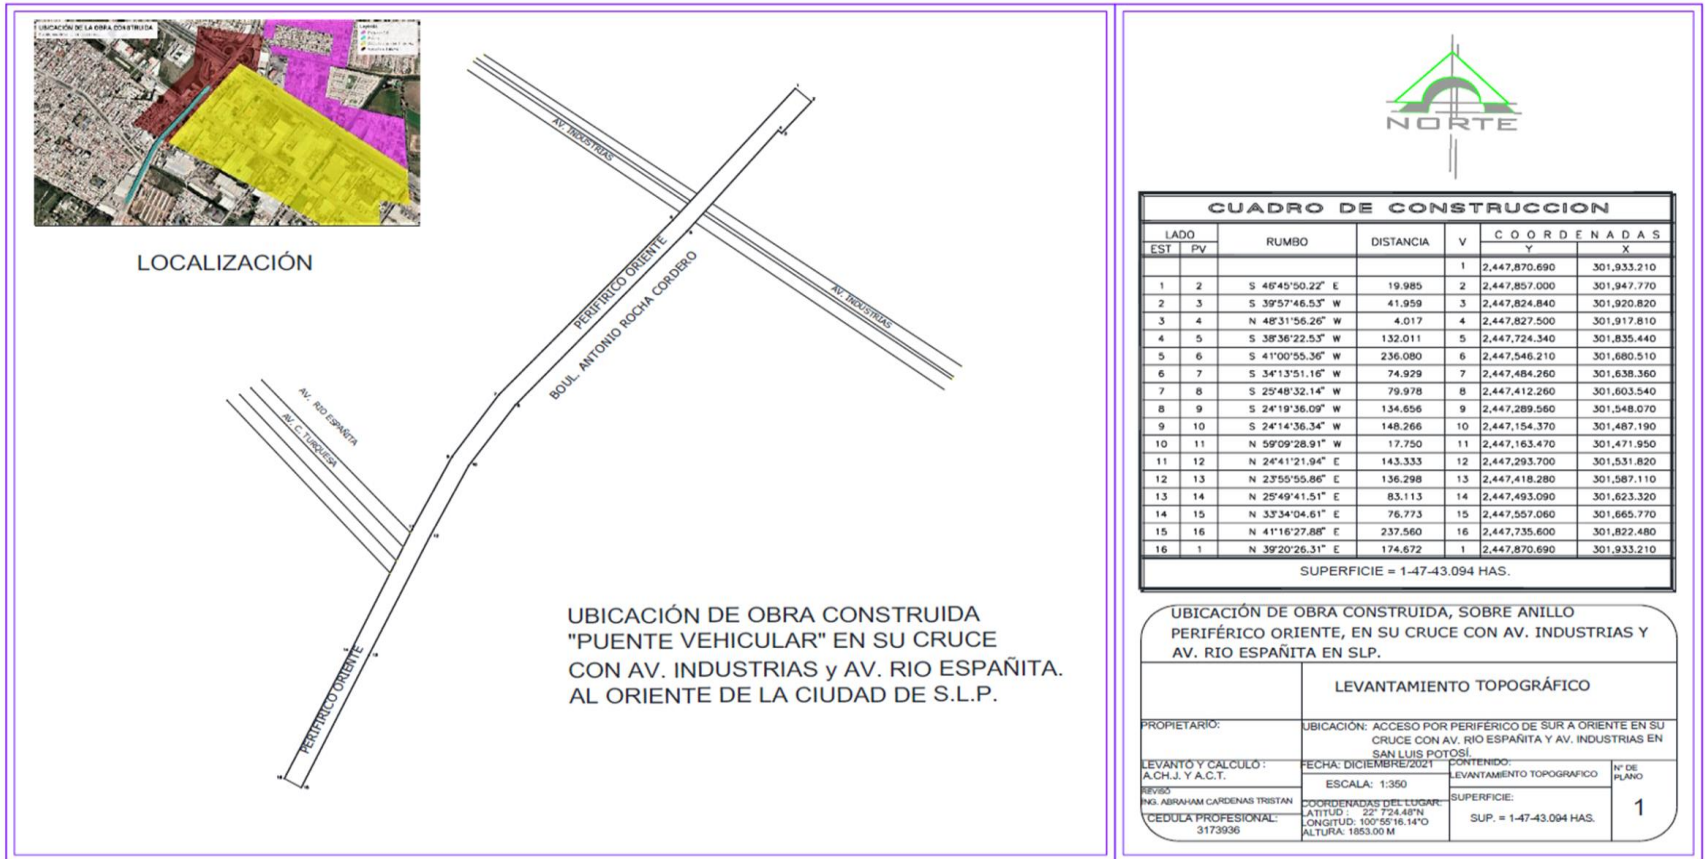 UBICACIÓN DE LA OBRA CONSTRUIDA
LOCALIZACIÓN
AV. INDUSTRIAS
PERIFIRICO ORIENTE
BOUL. ANTONIO ROCHA CORDERO
AV. INDUSTRIAS
AV. RIO ESPAÑITA
AV. C. TURQUESA
PERIFIRICO ORIENTE
UBICACIÓN DE OBRA CONSTRUIDA
"PUENTE VEHICULAR" EN SU CRUCE
CON AV. INDUSTRIAS y AV. RIO ESPAÑITA.
AL ORIENTE DE LA CIUDAD DE S.L.P.
NORTE
CUADRO DE CONSTRUCCION
LADO RUMBO DISTANCIA V COORDENADAS
EST PV Y X
1 2,447,870.690 301,933.210
1 2 S 46°45'50.22" E 19.985 2 2,447,857.000 301,947.770
2 3 S 39°57'46.53" W 41.959 3 2,447,824.840 301,920.820
3 4 N 48°31'56.26" W 4.017 4 2,447,827.500 301,917.810
4 5 S 38°36'22.53" W 132.011 5 2,447,724.340 301,835.440
5 6 S 41°00'55.36" W 236.080 6 2,447,546.210 301,680.510
6 7 S 34°13'51.16" W 74.929 7 2,447,484.260 301,638.360
7 8 S 25°48'32.14" W 79.978 8 2,447,412.260 301,603.540
8 9 S 24°19'36.09" W 134.656 9 2,447,289.560 301,548.070
9 10 S 24°14'36.34" W 148.266 10 2,447,154.370 301,487.190
10 11 N 59°09'28.91" W 17.750 11 2,447,163.470 301,471.950
11 12 N 24°41'21.94" E 143.333 12 2,447,293.700 301,531.820
12 13 N 23°55'55.86" E 136.298 13 2,447,418.280 301,587.110
13 14 N 25°49'41.51" E 83.113 14 2,447,493.090 301,623.320
14 15 N 33°34'04.61" E 76.773 15 2,447,557.060 301,665.770
15 16 N 41°16'27.88" E 237.560 16 2,447,735.600 301,822.480
16 1 N 39°20'26.31" E 174.672 1 2,447,870.690 301,933.210
SUPERFICIE = 1-47-43.094 HAS.
UBICACIÓN DE OBRA CONSTRUIDA, SOBRE ANILLO
PERIFÉRICO ORIENTE, EN SU CRUCE CON AV. INDUSTRIAS Y
AV. RIO ESPAÑITA EN SLP.
LEVANTAMIENTO TOPOGRÁFICO
PROPIETARIO:
UBICACIÓN: ACCESO POR PERIFÉRICO DE SUR A ORIENTE EN SU
CRUCE CON AV. RIO ESPAÑITA Y AV. INDUSTRIAS EN
SAN LUIS POTOSÍ.
LEVANTÓ Y CALCULÓ :
A.CH.J. Y A.C.T.
REVISÓ
ING. ABRAHAM CARDENAS TRISTAN
CEDULA PROFESIONAL:
3173936
FECHA: DICIEMBRE/2021
ESCALA: 1:350
COORDENADAS DEL LUGAR:
LATITUD : 22° 7'24.48"N
LONGITUD: 100°55'16.14"O
ALTURA: 1853.00 M
CONTENIDO:
LEVANTAMIENTO TOPOGRAFICO
SUPERFICIE:
SUP. = 1-47-43.094 HAS.
N° DE
PLANO
1